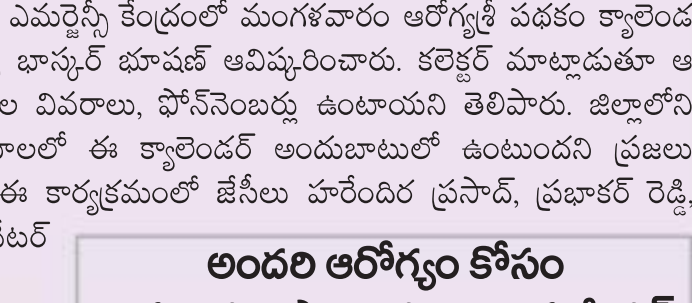 ఎమర్జెన్సీ కేంద్రంలో మంగళవారం ఆరోగ్యశ్రీ పథకం క్యాలెండ
భాస్కర్ భూషణ్ ఆవిష్కరించారు. కలెక్టర్ మాట్లాడుతూ ఆ
ల వివరాలు, ఫోన్‌నెంబర్లు ఉంటాయని తెలిపారు. జిల్లాలోని
ాలలో ఈ క్యాలెండర్ అందుబాటులో ఉంటుందని ప్రజలు
ఈ కార్యక్రమంలో జేసీలు హరేందిర ప్రసాద్, ప్రభాకర్ రెడ్డి,
టర్
అందరి ఆరోగ్యం కోసం